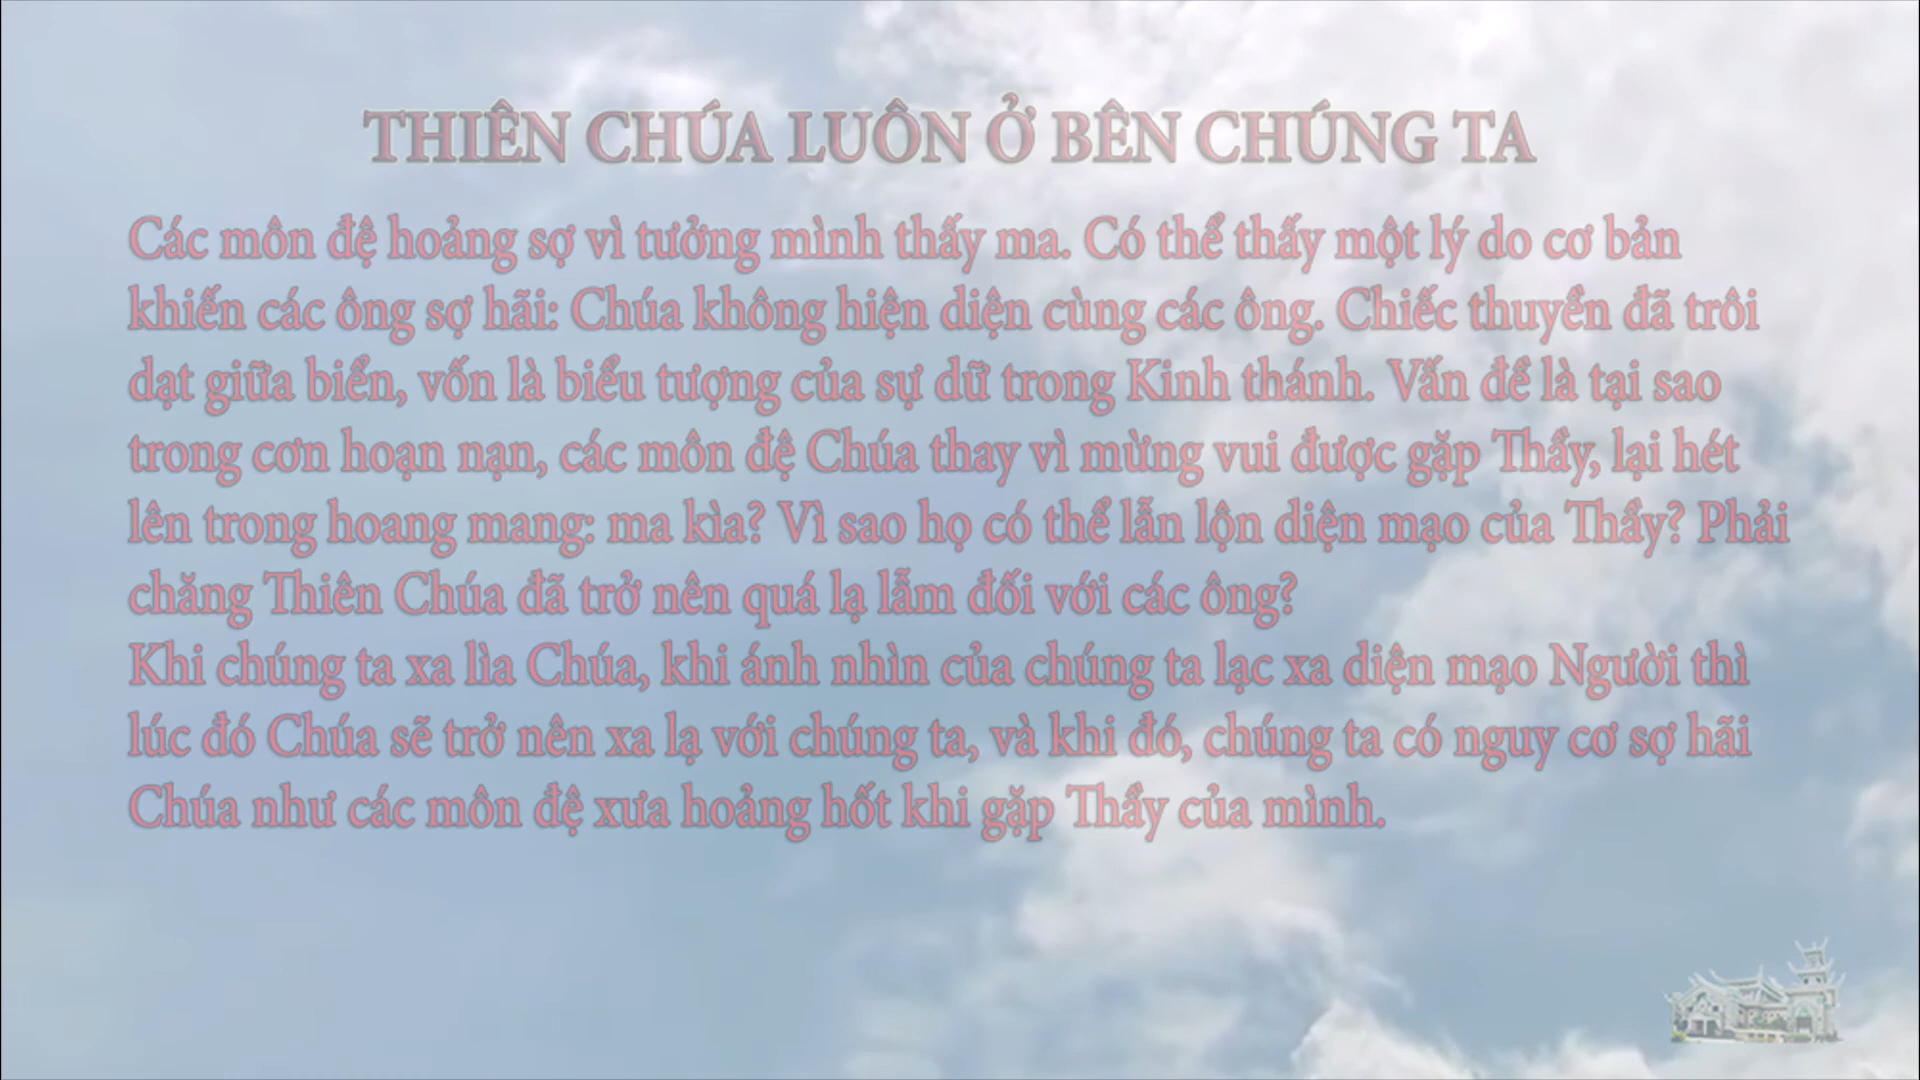 THIÊN CHÚA LUÔN Ở BÊN CHÚNG TA
Các môn đệ hoảng sợ vì tưởng mình thấy ma. Có thể thấy một lý do cơ bản
khiến các ông sợ hãi: Chúa không hiện diện cùng các ông. Chiếc thuyền đã trôi
dạt giữa biển, vốn là biểu tượng của sự dữ trong Kinh thánh. Vấn đề là tại sao
trong cơn hoạn nạn, các môn đệ Chúa thay vì mừng vui được gặp Thầy, lại hét
lên trong hoang mang: ma kìa? Vì sao họ có thể lẫn lộn diện mạo của Thầy? Phải
chăng Thiên Chúa đã trở nên quá lạ lẫm đối với các ông?
Khi chúng ta xa lìa Chúa, khi ánh nhìn của chúng ta lạc xa diện mạo Người thì
lúc đó Chúa sẽ trở nên xa lạ với chúng ta, và khi đó, chúng ta có nguy cơ sợ hãi
Chúa như các môn đệ xưa hoảng hốt khi gặp Thầy của mình.